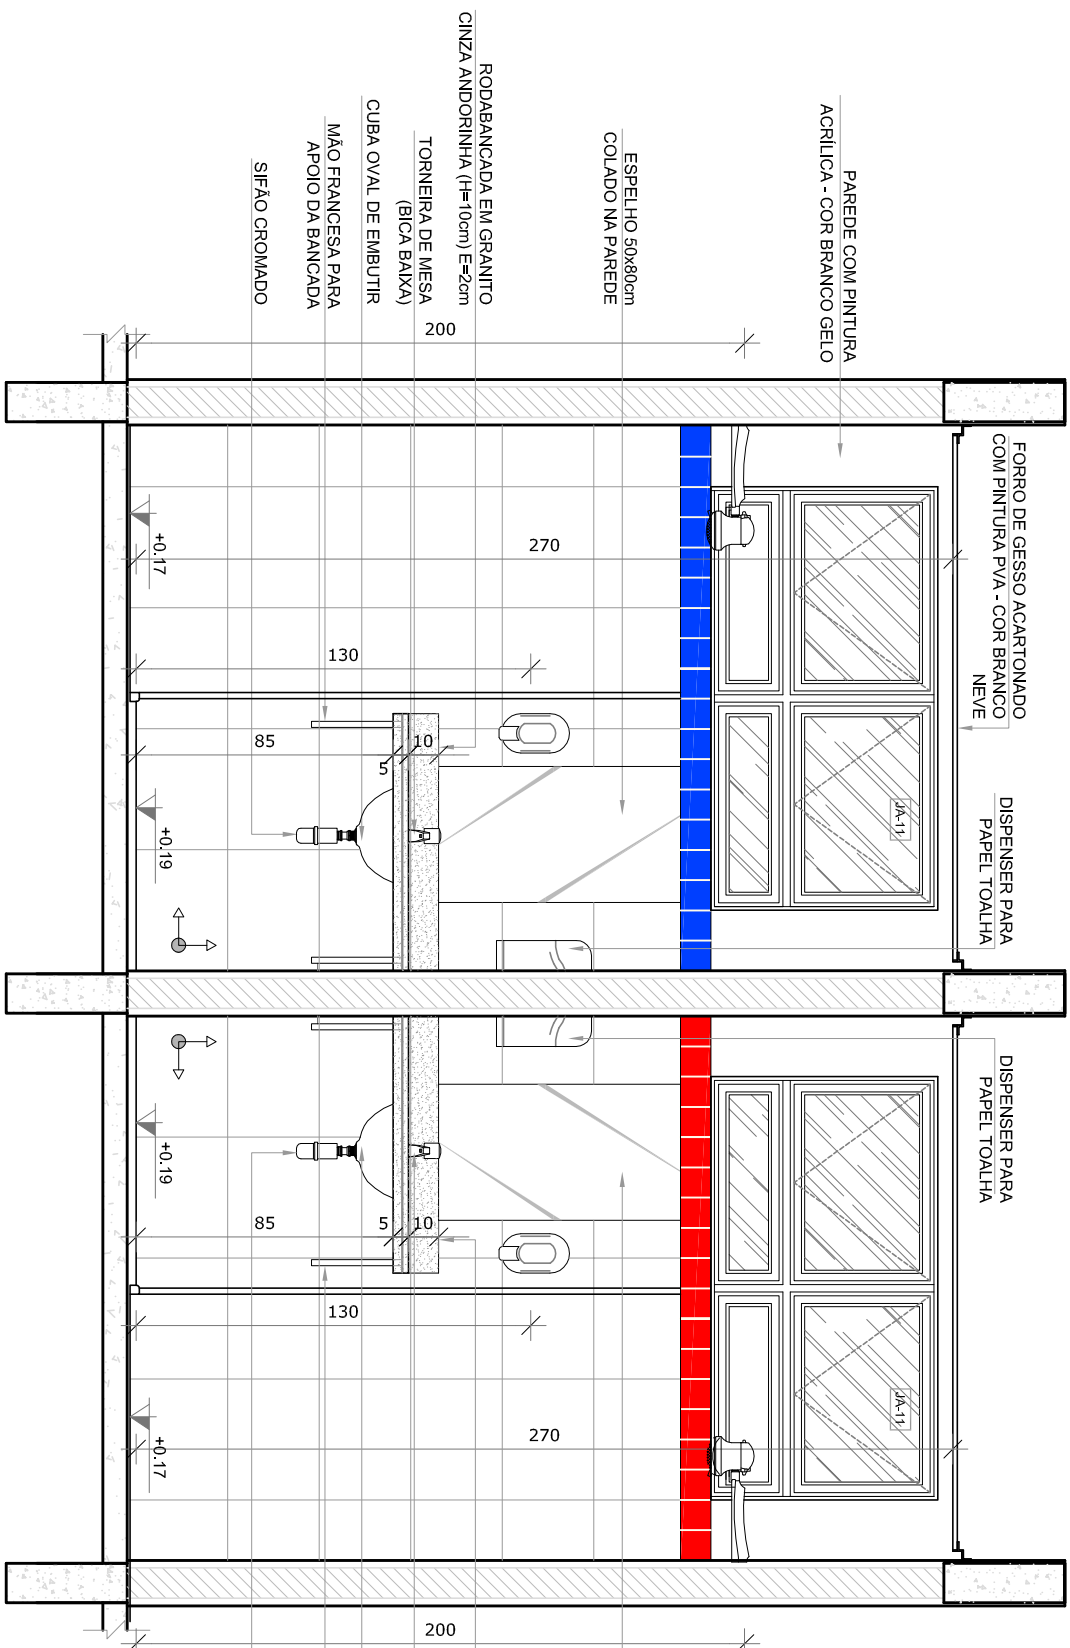 PAREDE COM PINTURA
ACRÍLICA - COR BRANCO GELO
ESPELHO 50x80cm
COLADO NA PAREDE
RODABANCADA EM GRANITO
CINZA ANDORINHA (H=10cm) E=2cm
TORNEIRA DE MESA
(BICA BAIXA)
CUBA OVAL DE EMBUTIR
MÃO FRANCESA PARA
APOIO DA BANCADA
SIFÃO CROMADO
FORRO DE GESSO ACARTONADO
COM PINTURA PVA - COR BRANCO
NEVE
DISPENSER PARA
PAPEL TOALHA
DISPENSER PARA
PAPEL TOALHA
200
270
130
85
5
10
+0.17
+0.19
JA-11
JA-11
85
5
10
130
270
+0.19
+0.17
200